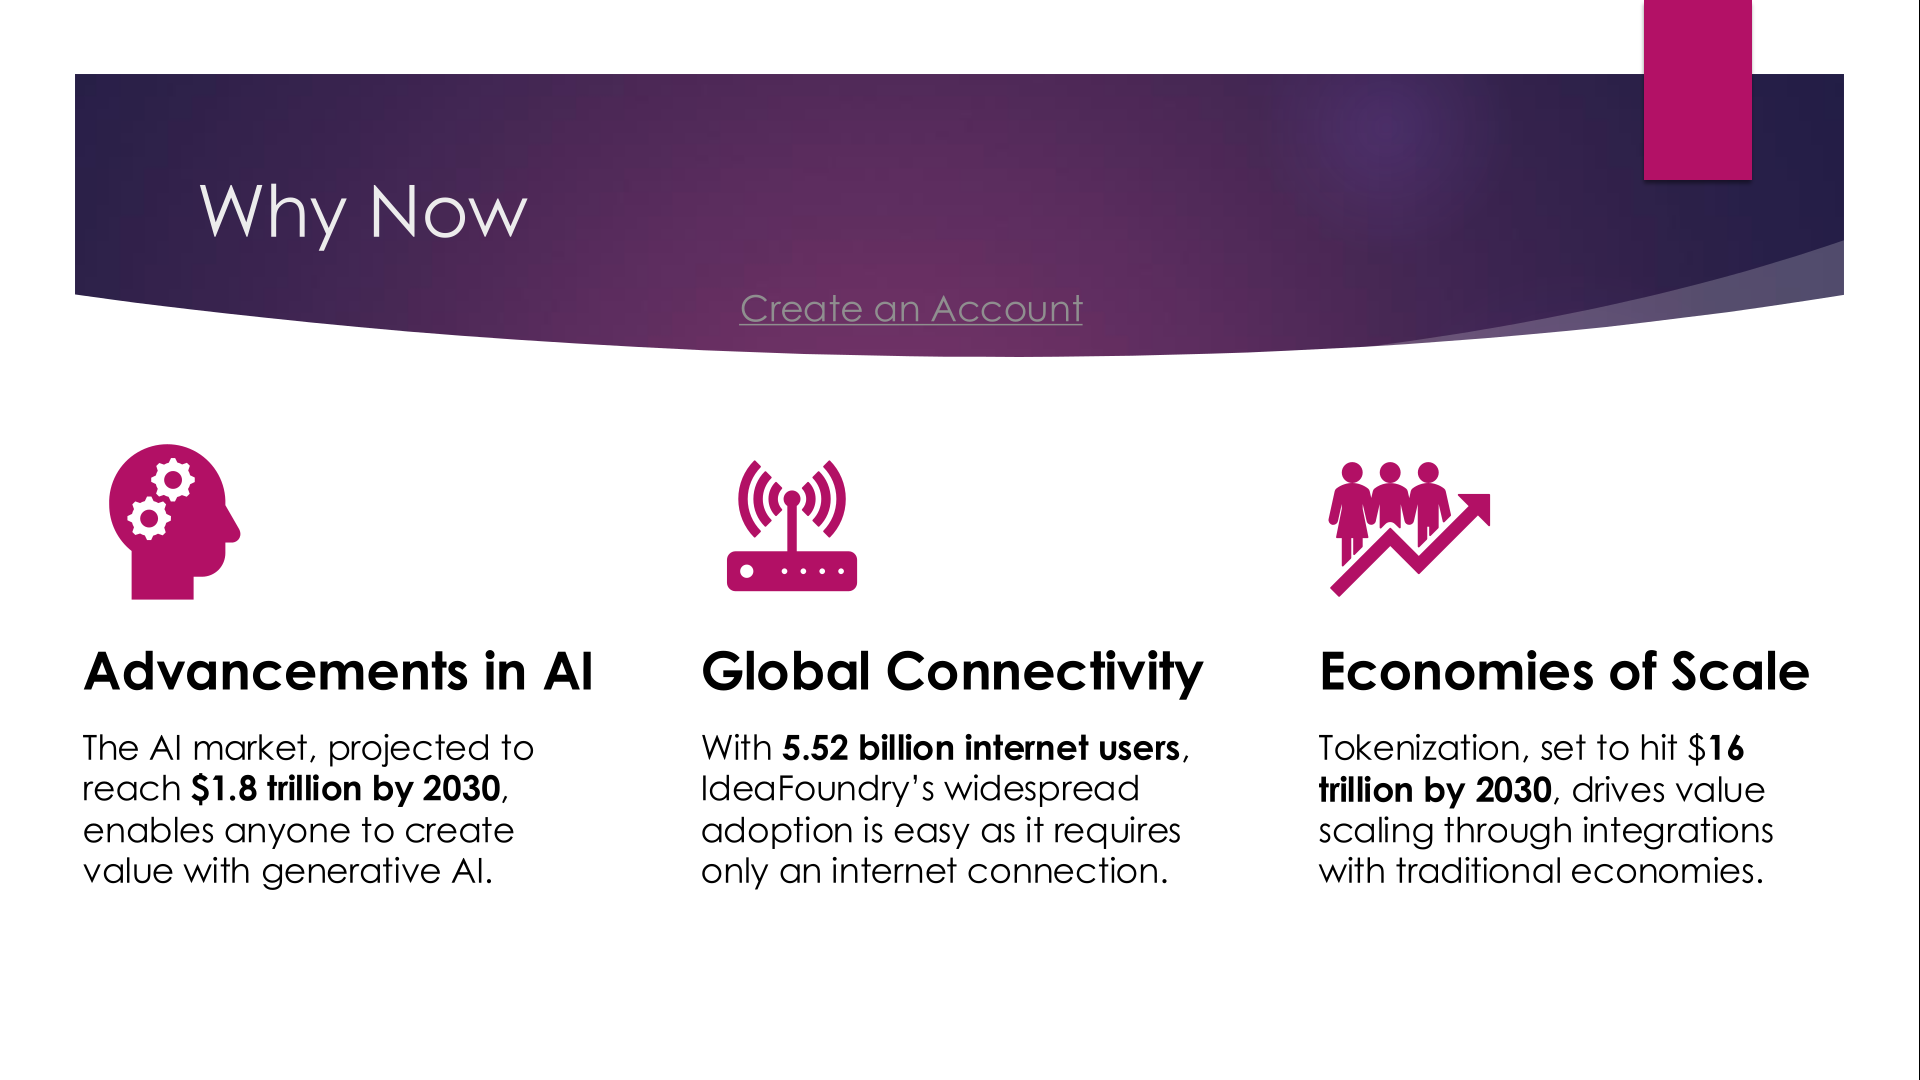 Why Now
Create an Account
Advancements in AI
The AI market, projected to
reach $1.8 trillion by 2030,
enables anyone to create
value with generative AI.
Global Connectivity
With 5.52 billion internet users,
IdeaFoundry’s widespread
adoption is easy as it requires
only an internet connection.
Economies of Scale
Tokenization, set to hit $16
trillion by 2030, drives value
scaling through integrations
with traditional economies.